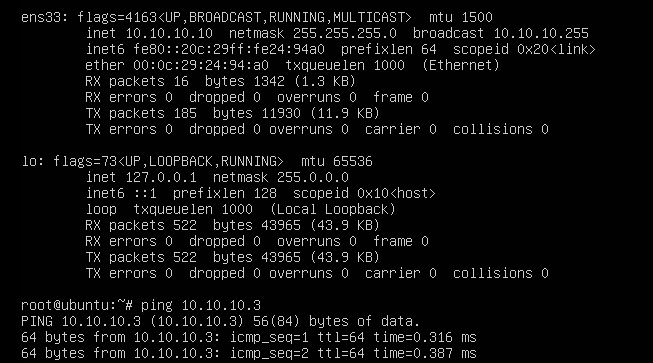 ens33: flags=4163<UP,BROADCAST,RUNNING,MULTICAST>  mtu 1500
        inet 10.10.10.10  netmask 255.255.255.0  broadcast 10.10.10.255
        inet6 fe80::20c:29ff:fe24:94a0  prefixlen 64  scopeid 0x20<link>
        ether 00:0c:29:24:94:a0  txqueuelen 1000  (Ethernet)
        RX packets 16  bytes 1342 (1.3 KB)
        RX errors 0  dropped 0  overruns 0  frame 0
        TX packets 185  bytes 11930 (11.9 KB)
        TX errors 0  dropped 0 overruns 0  carrier 0  collisions 0

lo: flags=73<UP,LOOPBACK,RUNNING>  mtu 65536
        inet 127.0.0.1  netmask 255.0.0.0
        inet6 ::1  prefixlen 128  scopeid 0x10<host>
        loop  txqueuelen 1000  (Local Loopback)
        RX packets 522  bytes 43965 (43.9 KB)
        RX errors 0  dropped 0  overruns 0  frame 0
        TX packets 522  bytes 43965 (43.9 KB)
        TX errors 0  dropped 0 overruns 0  carrier 0  collisions 0

root@ubuntu:~# ping 10.10.10.3
PING 10.10.10.3 (10.10.10.3) 56(84) bytes of data.
64 bytes from 10.10.10.3: icmp_seq=1 ttl=64 time=0.316 ms
64 bytes from 10.10.10.3: icmp_seq=2 ttl=64 time=0.387 ms